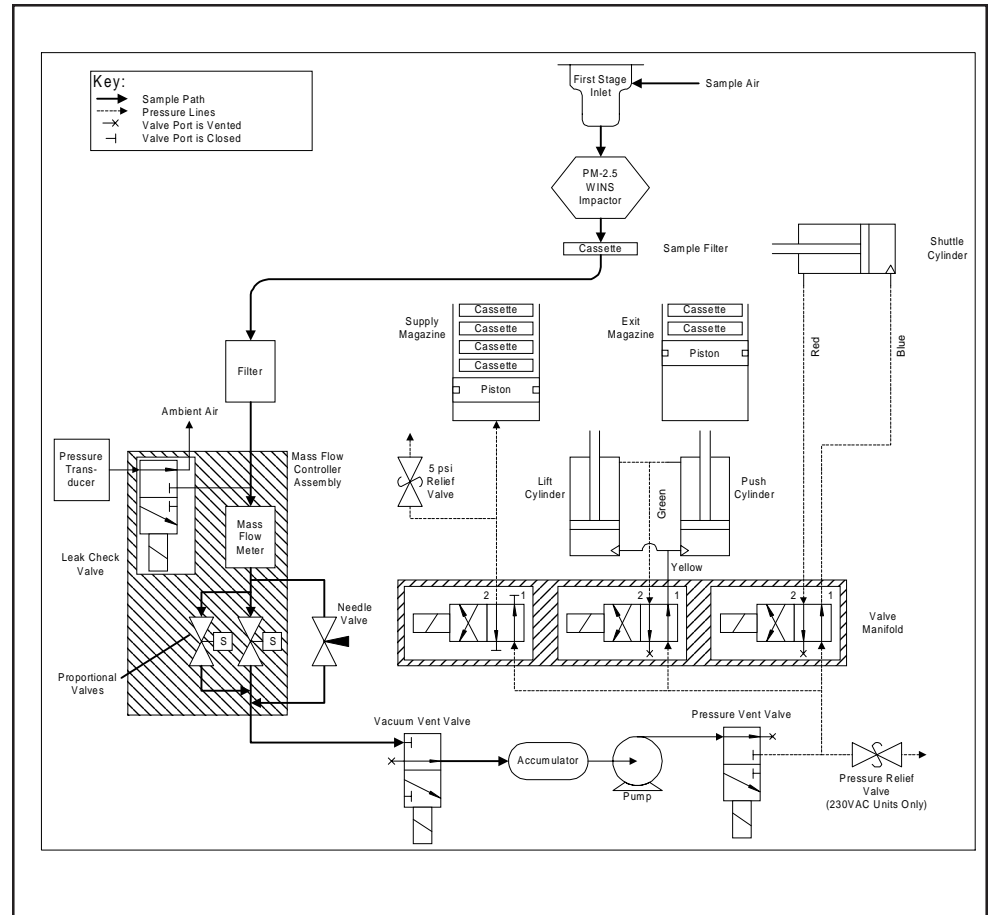 Key:
Sample Path
Pressure Lines
Valve Port is Vented
Valve Port is Closed
First Stage
Inlet
Sample Air
PM-2.5
WINS
Impactor
Cassette
Sample Filter
Shuttle
Cylinder
Supply
Magazine
Cassette
Cassette
Cassette
Cassette
Piston
Exit
Magazine
Cassette
Cassette
Piston
Red
Blue
Filter
Ambient Air
Pressure
Trans-
ducer
Mass Flow
Controller
Assembly
5 psi
Relief
Valve
Lift
Cylinder
Green
Push
Cylinder
Mass
Flow
Meter
Leak Check
Valve
Yellow
Needle
Valve
2
1
2
1
2
1
Valve
Manifold
S
S
Proportional
Valves
Vacuum Vent Valve
Pressure Vent Valve
Accumulator
Pump
Pressure Relief
Valve
(230VAC Units Only)